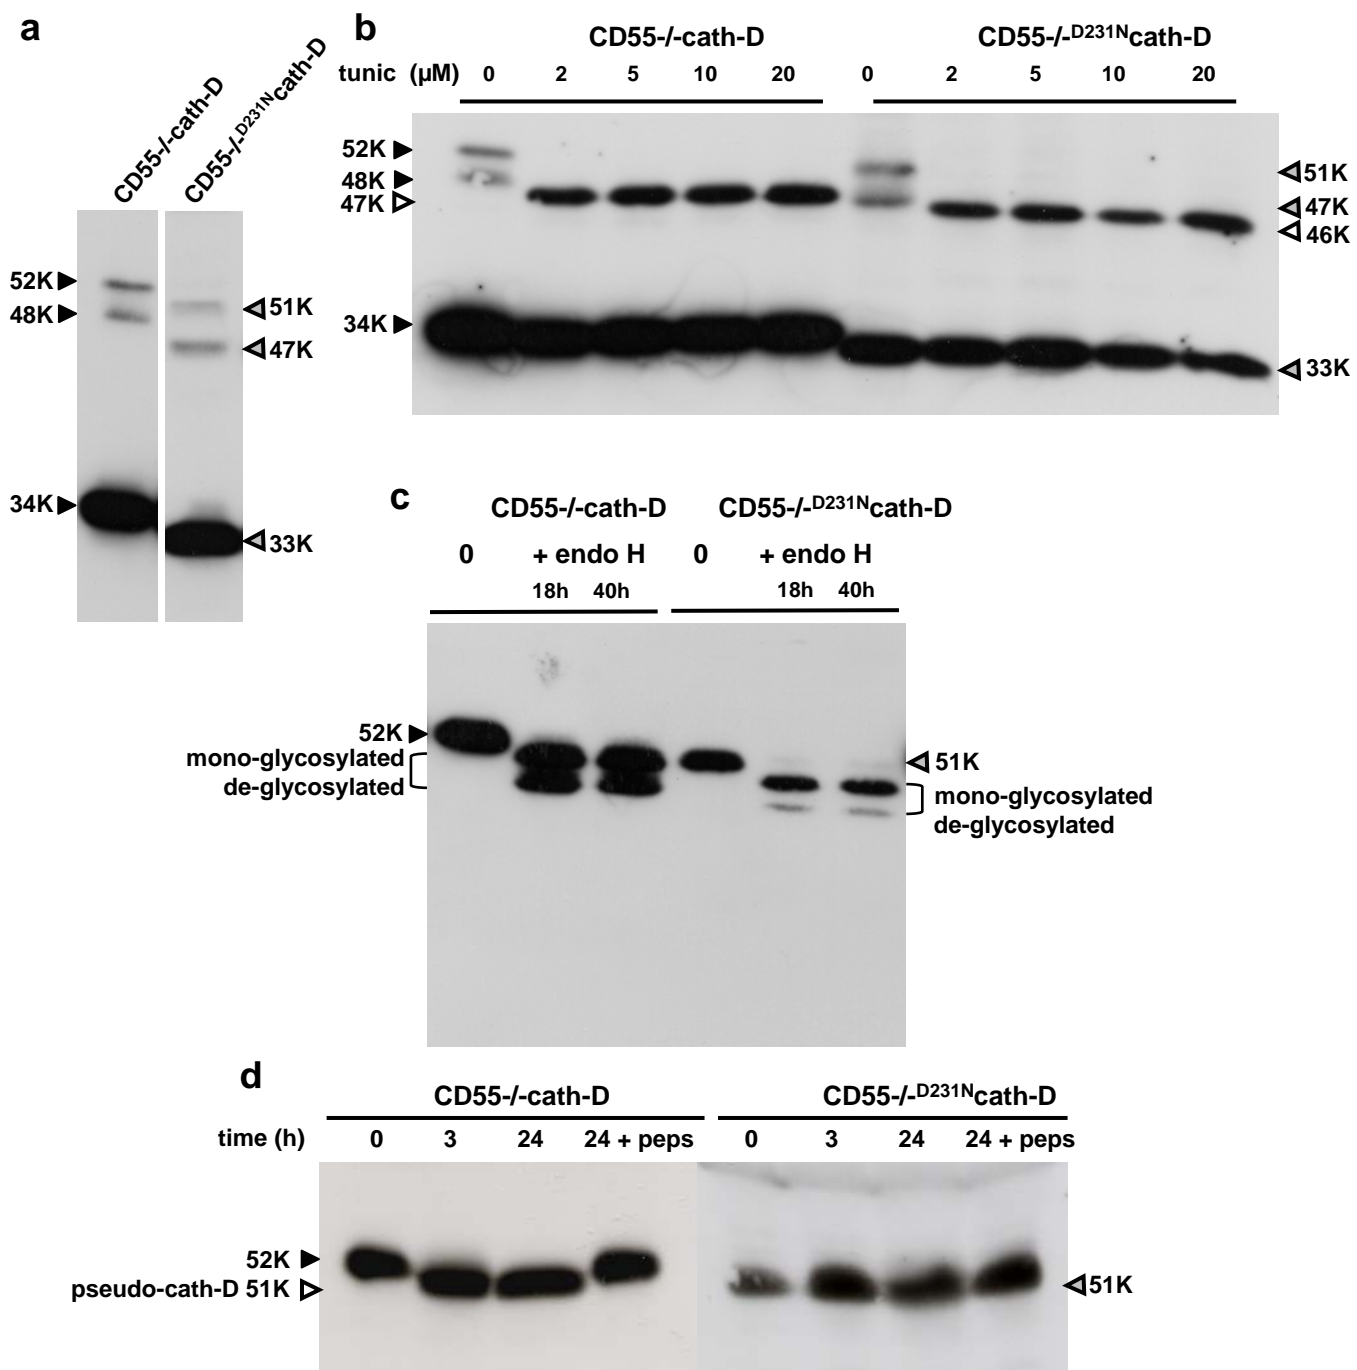 a
CD55-/-cath-D
CD55-/-D231Ncath-D
52K
48K
34K
51K
47K
33K
b
CD55-/-cath-D CD55-/-D231Ncath-D
tunic (µM) 0 2 5 10 20 0 2 5 10 20
52K
48K
47K
34K
51K
47K
46K
33K
c
CD55-/-cath-D CD55-/-D231Ncath-D
0 + endo H 0 + endo H
18h 40h 18h 40h
52K
mono-glycosylated
de-glycosylated
51K
mono-glycosylated
de-glycosylated
d
CD55-/-cath-D CD55-/-D231Ncath-D
time (h) 0 3 24 24 + peps 0 3 24 24 + peps
52K
pseudo-cath-D 51K
51K